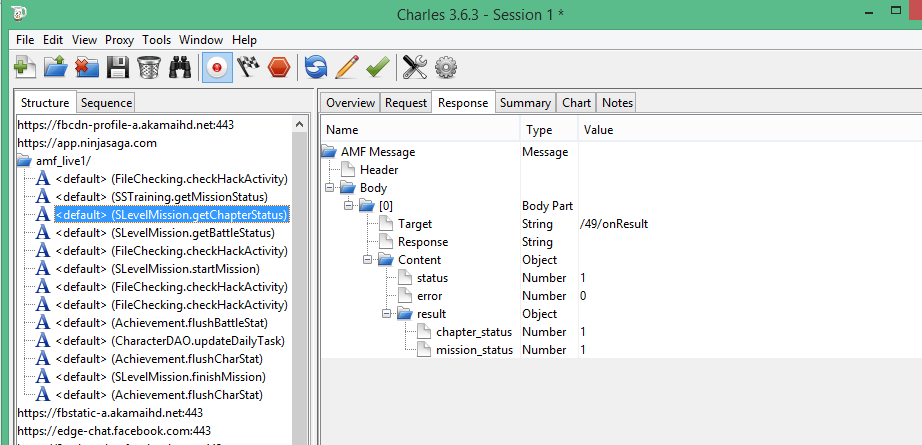 Charles 3.6.3 - Session 1 *
File Edit View Proxy Tools Window Help
Structure Sequence
https://fbcdn-profile-a.akamaihd.net:443
https://app.ninjasaga.com
amf_live1/
<default> (FileChecking.checkHackActivity)
<default> (SSTraining.getMissionStatus)
<default> (SLevelMission.getChapterStatus)
<default> (SLevelMission.getBattleStatus)
<default> (FileChecking.checkHackActivity)
<default> (SLevelMission.startMission)
<default> (FileChecking.checkHackActivity)
<default> (FileChecking.checkHackActivity)
<default> (Achievement.flushBattleStat)
<default> (CharacterDAO.updateDailyTask)
<default> (Achievement.flushCharStat)
<default> (SLevelMission.finishMission)
<default> (Achievement.flushCharStat)
https://fbstatic-a.akamaihd.net:443
https://edge-chat.facebook.com:443
Overview Request Response Summary Chart Notes
Name Type Value
AMF Message Message
Header
Body
[0] Body Part
Target String /49/onResult
Response String
Content Object
status Number 1
error Number 0
result Object
chapter_status Number 1
mission_status Number 1